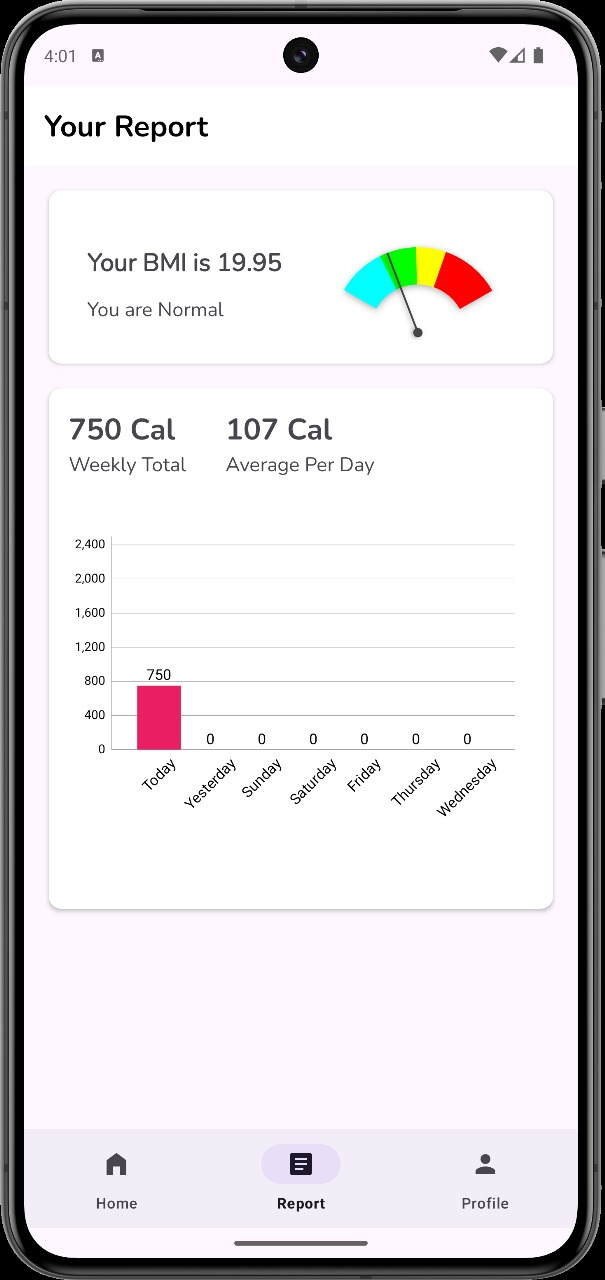 4:01
Your Report
Your BMI is 19.95
You are Normal
750 Cal 107 Cal
Weekly Total Average Per Day
2,400
2,000
1,600
1,200
800
400
0
750
0 0 0 0 0 0
Today Yesterday Sunday Saturday Friday Thursday Wednesday
Home Report Profile